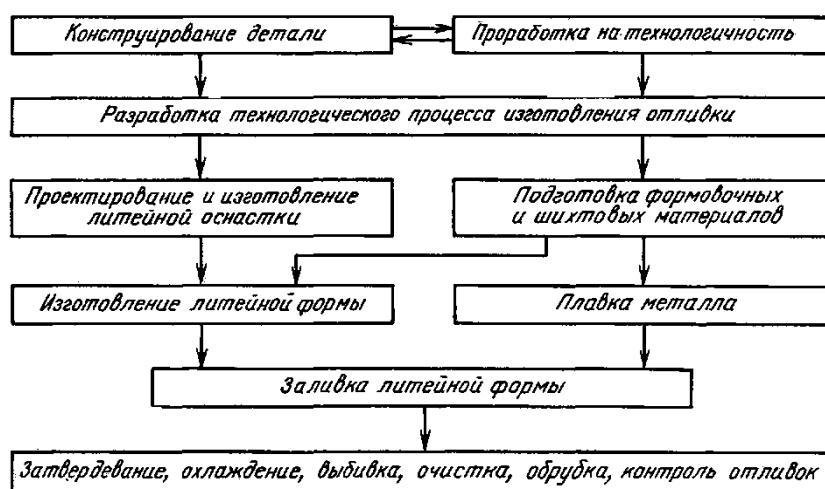 Конструирование детали
Проработка на технологичность
Разработка технологического процесса изготовления отливки
Проектирование и изготовление
литейной оснастки
Подготовка формовочных
и шихтовых материалов
Изготовление литейной формы
Плавка металла
Заливка литейной формы
Затвердевание, охлаждение, выбивка, очистка, обрубка, контроль отливок